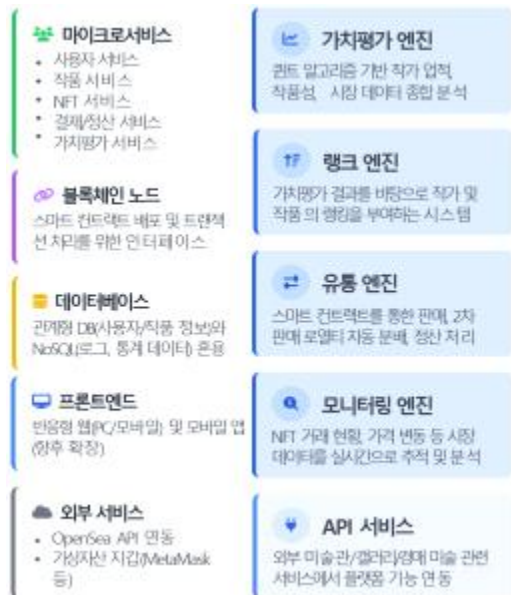 마이크로서비스
• 사용자 서비스
• 작품 서비스
• NFT 서비스
• 결제/정산 서비스
• 가치평가 서비스
블록체인 노드
스마트 컨트랙트 배포 및 트랜잭
션 처리를 위한 인터페이스
데이터베이스
관계형 DB(사용자/작품 정보)와
NoSQL(로그, 통계 데이터) 혼용
프론트엔드
반응형 웹(PC/모바일) 및 모바일 앱
(향후 확장)
외부 서비스
• OpenSea API 연동
• 가상자산 지갑(MetaMask
등)
가치평가 엔진
퀀트 알고리즘 기반 작가 업적,
작품성, 시장 데이터 종합 분석
랭크 엔진
가치평가 결과를 바탕으로 작가 및
작품의 랭킹을 부여하는 시스템
유통 엔진
스마트 컨트랙트를 통한 판매, 2차
판매 로열티 자동 분배, 정산 처리
모니터링 엔진
NFT 거래 현황, 가격 변동 등 시장
데이터를 실시간으로 추적 및 분석
API 서비스
외부 미술관/갤러리/경매 미술 관련
서비스에서 플랫폼 기능 연동